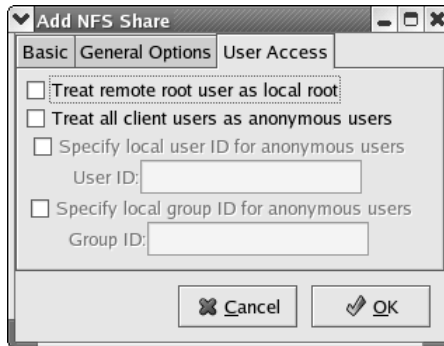 Add NFS Share
Basic General Options User Access
Treat remote root user as local root
Treat all client users as anonymous users
Specify local user ID for anonymous users
User ID:
Specify local group ID for anonymous users
Group ID:
Cancel OK